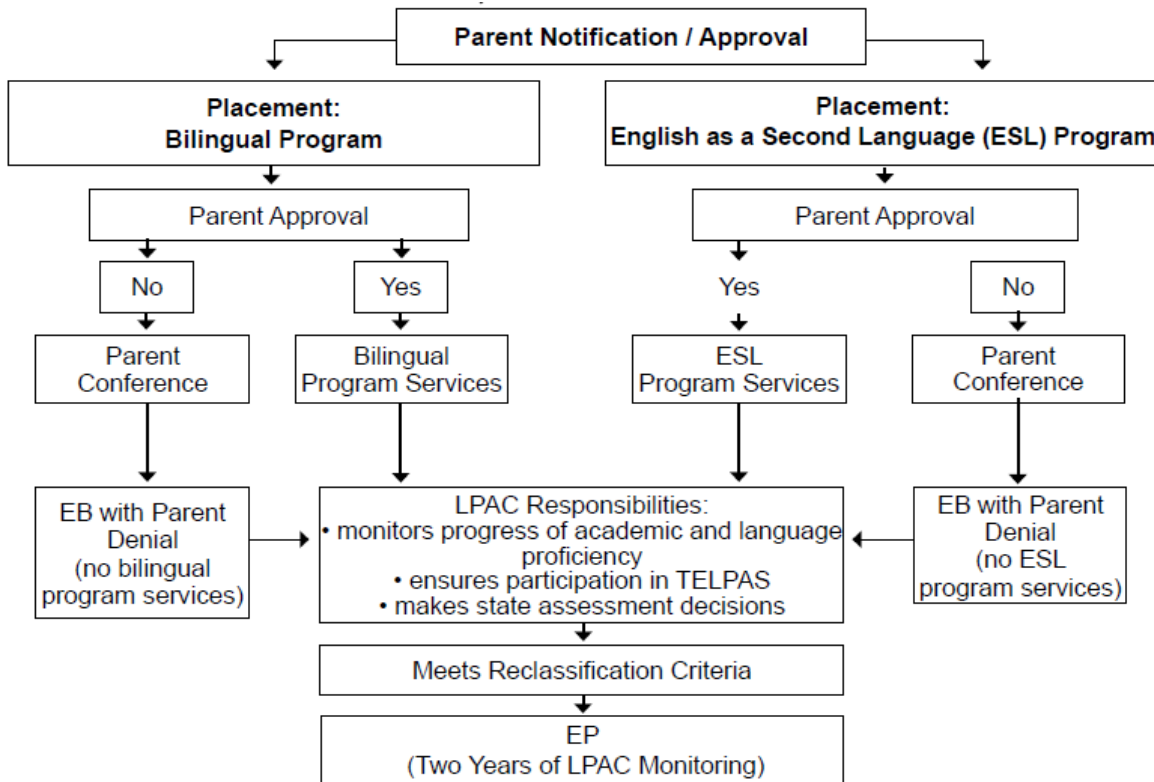 Parent Notification / Approval
Placement:
Bilingual Program
Placement:
English as a Second Language (ESL) Program
Parent Approval
Parent Approval
No
Yes
Yes
No
Parent
Conference
Bilingual
Program Services
ESL
Program Services
Parent
Conference
EB with Parent
Denial
(no bilingual
program services)
LPAC Responsibilities:
• monitors progress of academic and language
proficiency
• ensures participation in TELPAS
• makes state assessment decisions
EB with Parent
Denial
(no ESL
program services)
Meets Reclassification Criteria
EP
(Two Years of LPAC Monitoring)